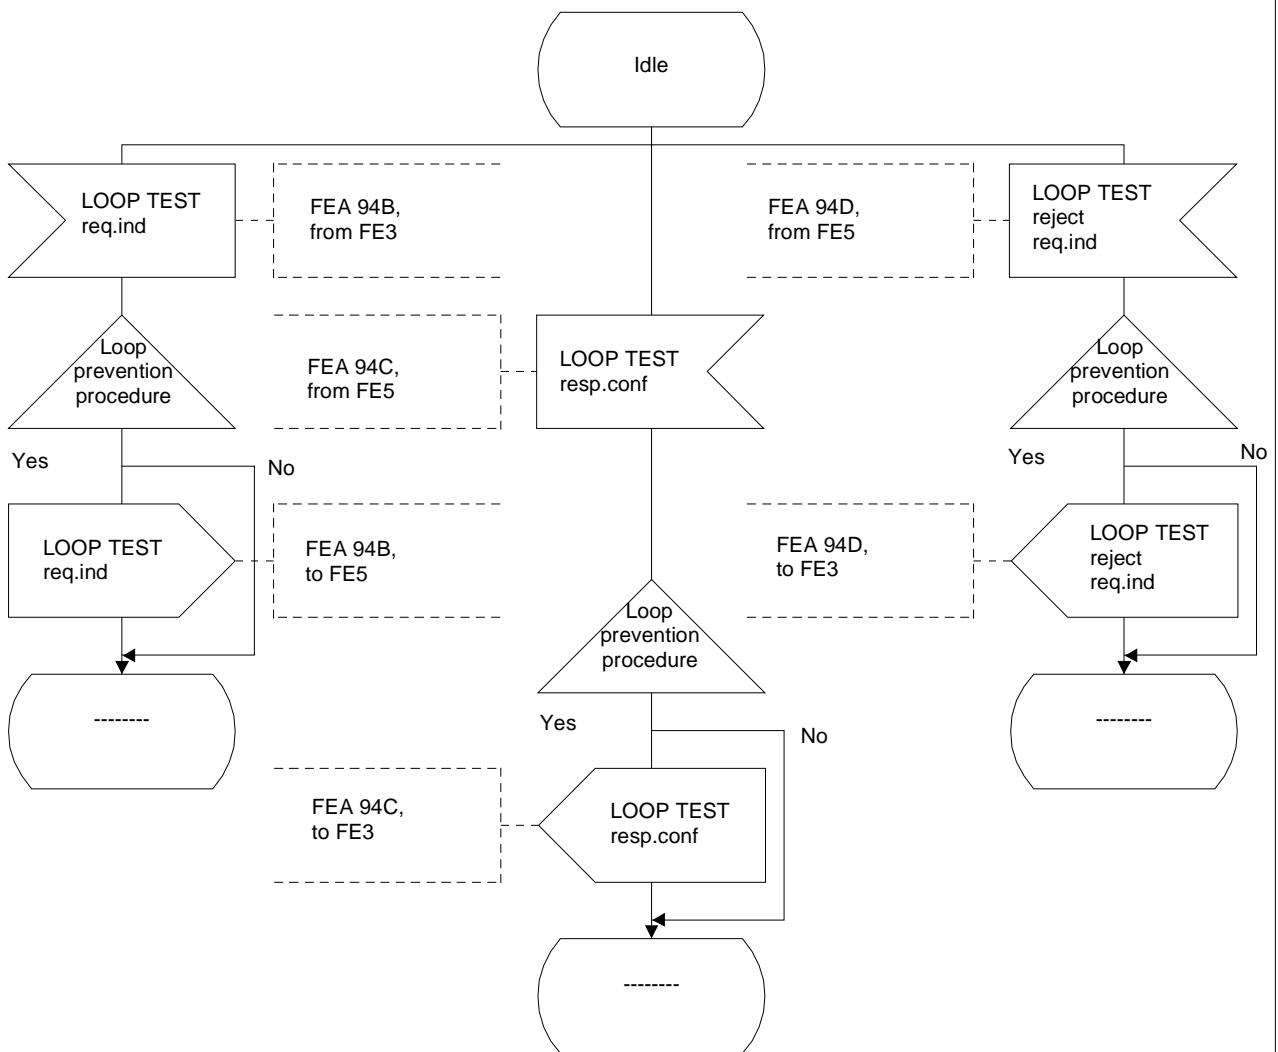 Idle
LOOP TEST
req.ind
FEA 94B,
from FE3
FEA 94D,
from FE5
LOOP TEST
reject
req.ind
Loop
prevention
procedure
FEA 94C,
from FE5
LOOP TEST
resp.conf
Loop
prevention
procedure
Yes
No
Yes
No
LOOP TEST
req.ind
FEA 94B,
to FE5
FEA 94D,
to FE3
LOOP TEST
reject
req.ind
Loop
prevention
procedure
--------
--------
Yes
No
FEA 94C,
to FE3
LOOP TEST
resp.conf
--------